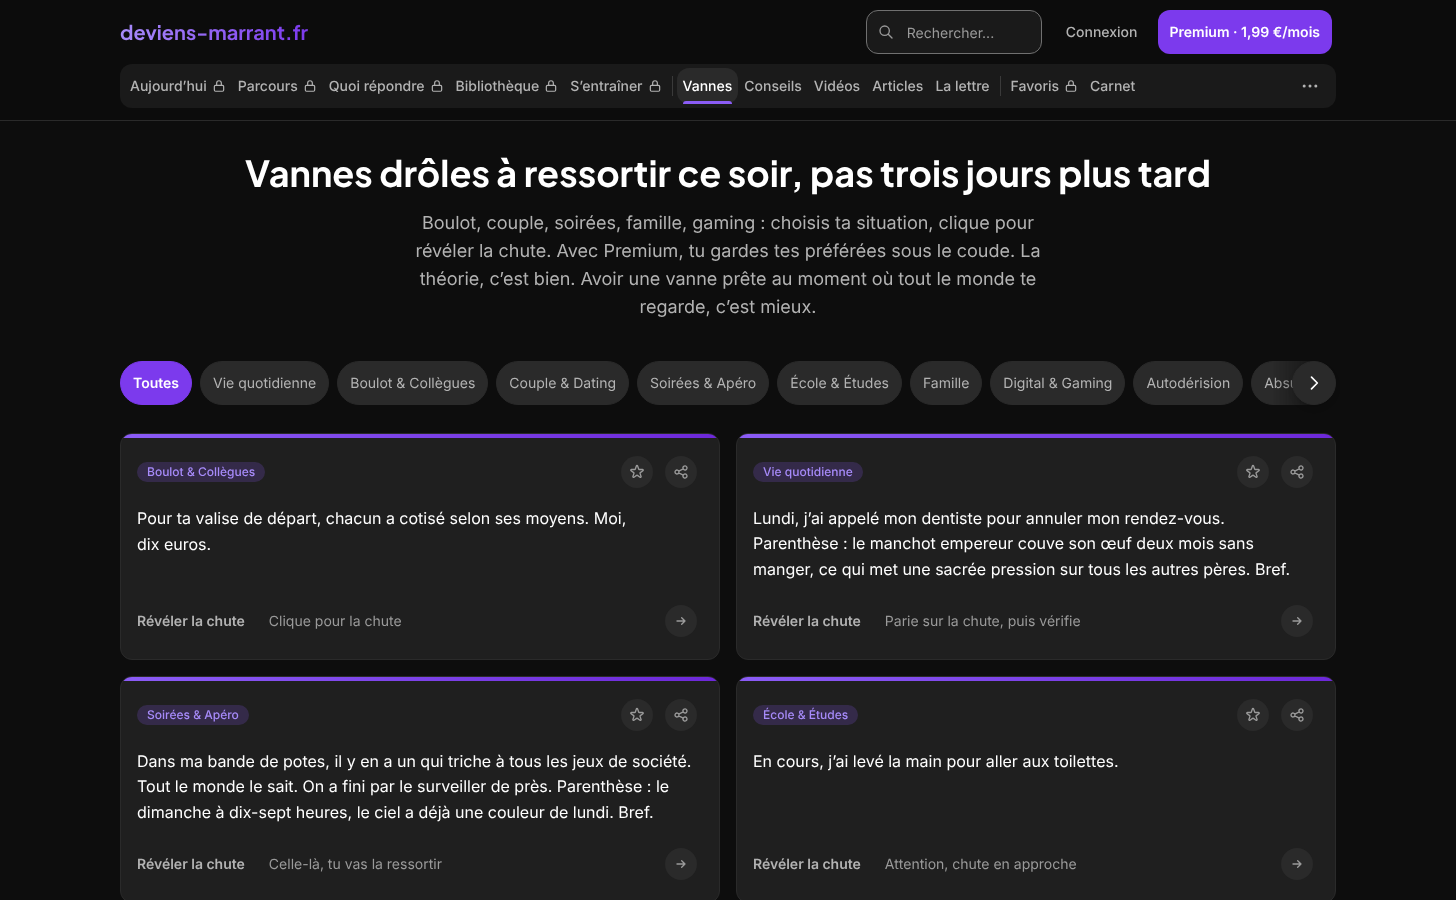 deviens-marrant.fr
Rechercher...
Connexion
Premium · 1,99 €/mois
Aujourd’hui
Parcours
Quoi répondre
Bibliothèque
S’entraîner
Vannes
Conseils
Vidéos
Articles
La lettre
Favoris
Carnet
Vannes drôles à ressortir ce soir, pas trois jours plus tard
Boulot, couple, soirées, famille, gaming : choisis ta situation, clique pour
révéler la chute. Avec Premium, tu gardes tes préférées sous le coude. La
théorie, c’est bien. Avoir une vanne prête au moment où tout le monde te
regarde, c’est mieux.
Toutes
Vie quotidienne
Boulot & Collègues
Couple & Dating
Soirées & Apéro
École & Études
Famille
Digital & Gaming
Autodérision
Boulot & Collègues
Pour ta valise de départ, chacun a cotisé selon ses moyens. Moi,
dix euros.
Révéler la chute
Clique pour la chute
Vie quotidienne
Lundi, j’ai appelé mon dentiste pour annuler mon rendez-vous.
Parenthèse : le manchot empereur couve son œuf deux mois sans
manger, ce qui met une sacrée pression sur tous les autres pères. Bref.
Révéler la chute
Parie sur la chute, puis vérifie
Soirées & Apéro
Dans ma bande de potes, il y en a un qui triche à tous les jeux de société.
Tout le monde le sait. On a fini par le surveiller de près. Parenthèse : le
dimanche à dix-sept heures, le ciel a déjà une couleur de lundi. Bref.
Révéler la chute
Celle-là, tu vas la ressortir
École & Études
En cours, j’ai levé la main pour aller aux toilettes.
Révéler la chute
Attention, chute en approche